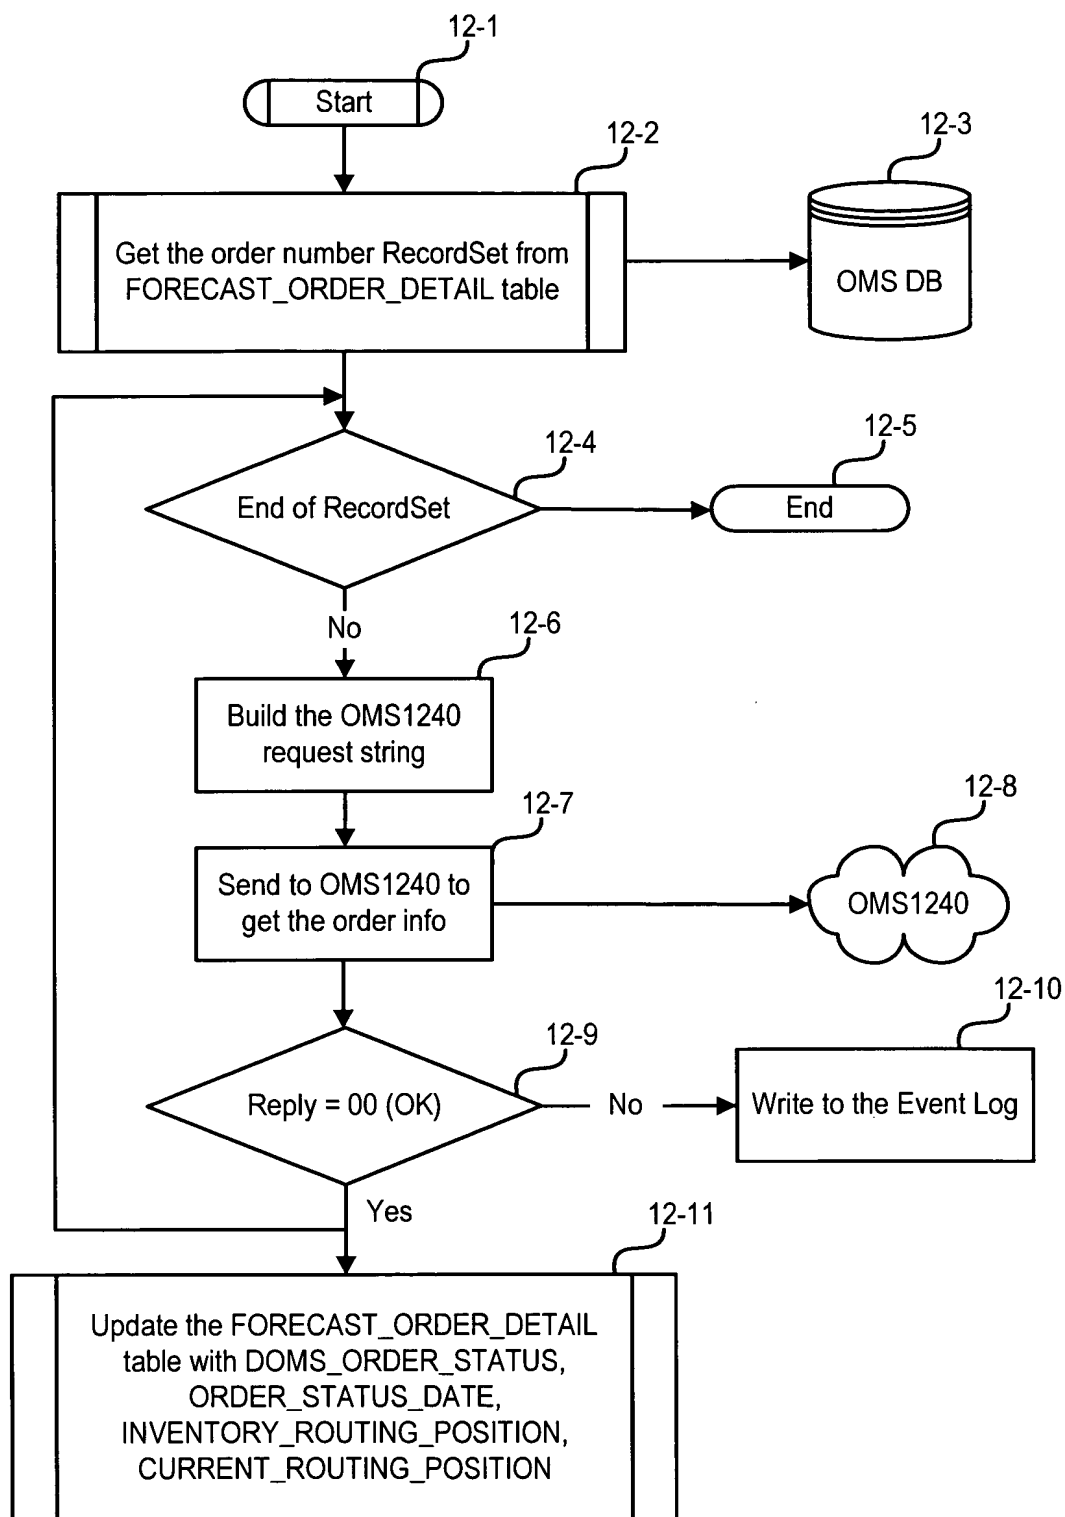 12-1
Start
12-2
12-3
Get the order number RecordSet from
FORECAST_ORDER_DETAIL table
OMS DB
12-4
12-5
End of RecordSet
End
No
12-6
Build the OMS1240
request string
12-7
12-8
Send to OMS1240 to
get the order info
OMS1240
12-9
12-10
Reply = 00 (OK)
No
Write to the Event Log
Yes
12-11
Update the FORECAST_ORDER_DETAIL
table with DOMS_ORDER_STATUS,
ORDER_STATUS_DATE,
INVENTORY_ROUTING_POSITION,
CURRENT_ROUTING_POSITION